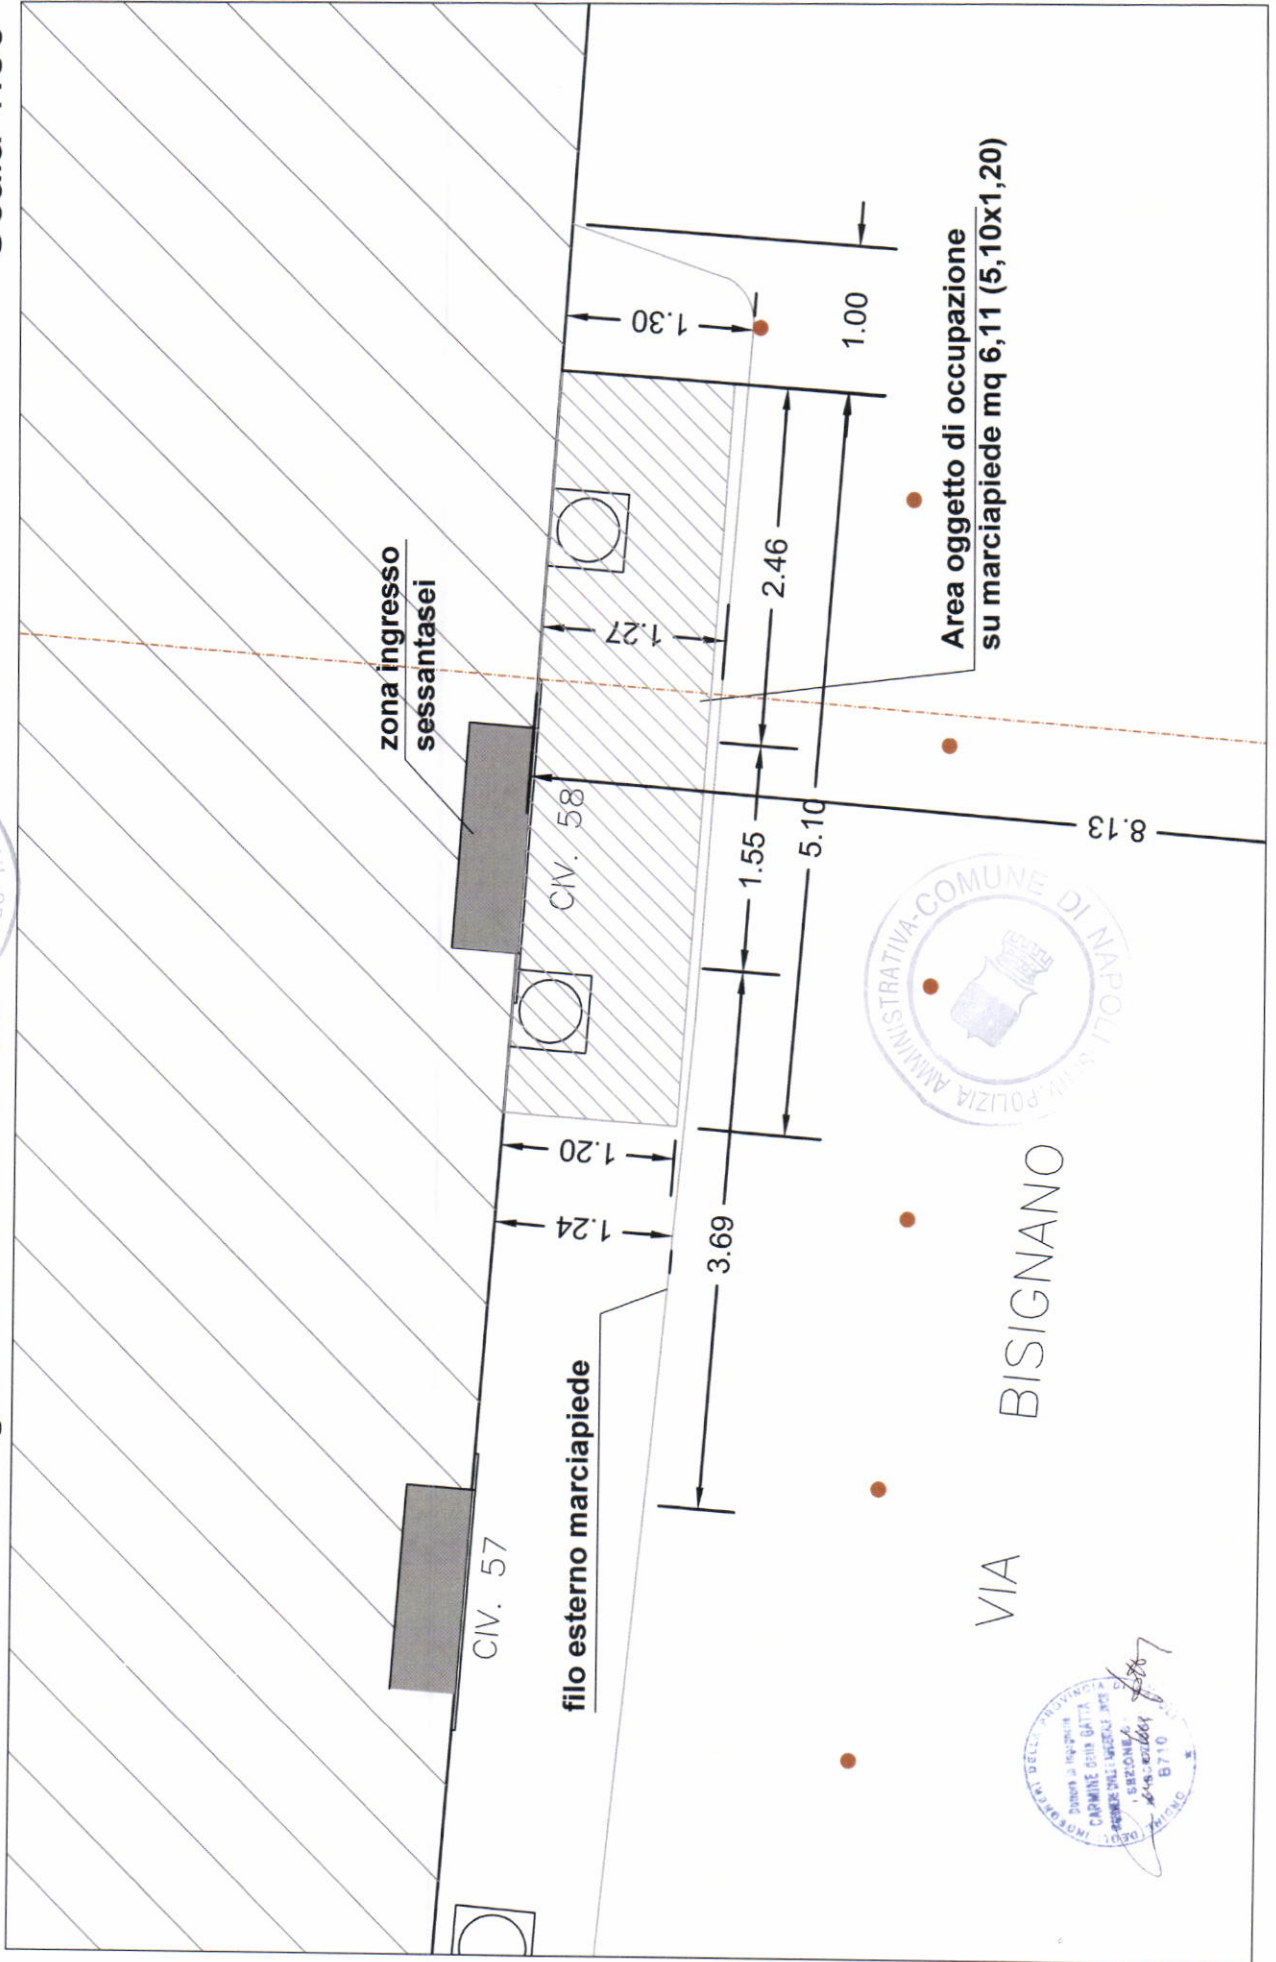 zona ingresso
sessantasei
CIV. 58
CIV. 57
1.30
1.00
1.27
2.46
1.55
5.10
8.13
1.20
1.24
3.69
Area oggetto di occupazione
su marciapiede mq 6,11 (5,10x1,20)
filo esterno marciapiede
VIA BISIGNANO
COMUNE DI NAPOLI
POLIZIA AMMINISTRATIVA
CARMINE
SEZIONE A